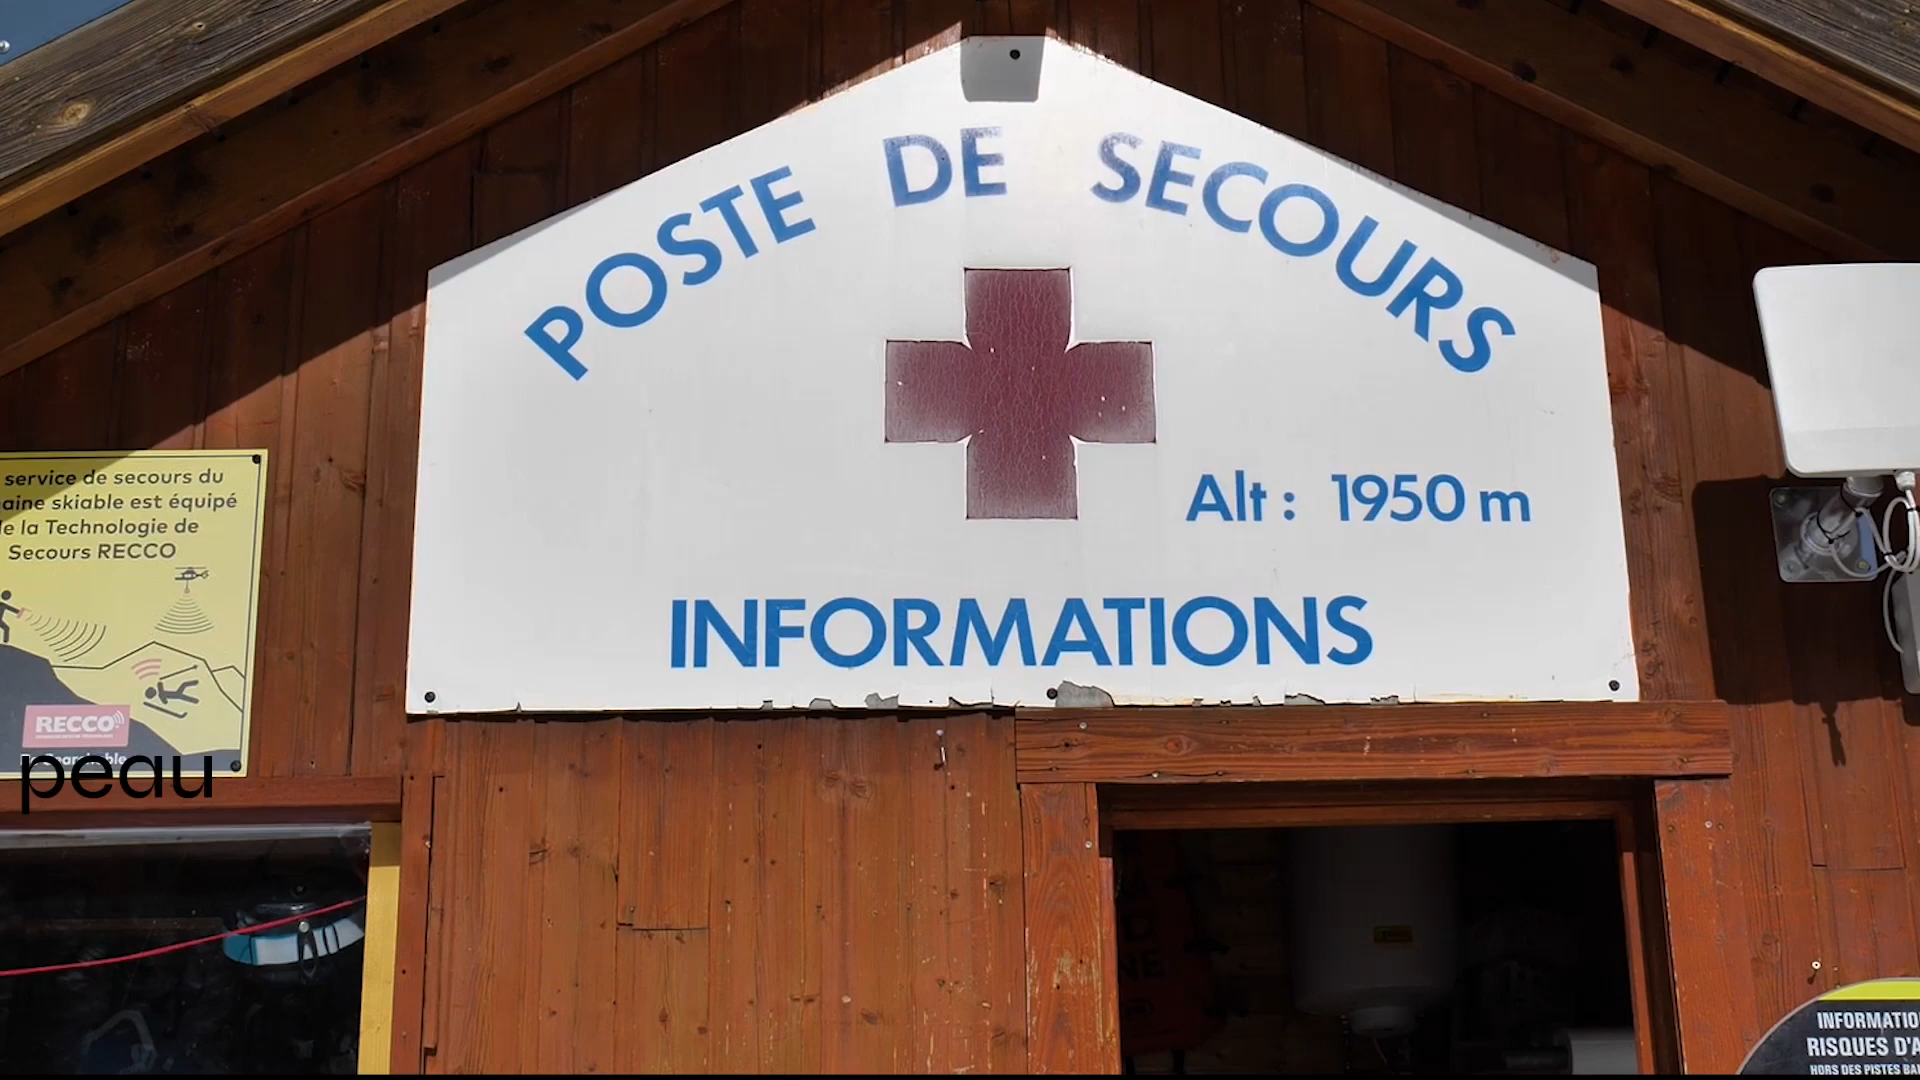 POSTE DE SECOURS
Alt : 1950 m
INFORMATIONS
service de secours du
aine skiable est équipé
la Technologie de
Secours RECCO
RECCO
peau
INFORMATIO
RISQUES D'A
HORS DES PISTES BA